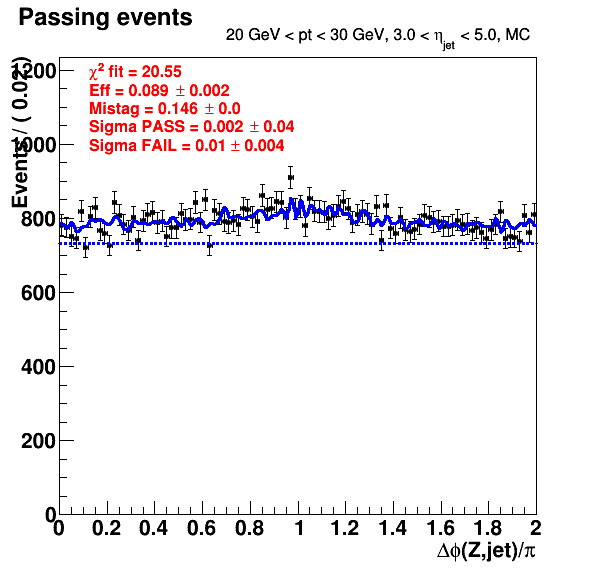 Passing events
20 GeV < pt < 30 GeV, 3.0 < ηjet < 5.0, MC
Events / ( 0.02 )
χ² fit = 20.55
Eff = 0.089 ± 0.002
Mistag = 0.146 ± 0.0
Sigma PASS = 0.002 ± 0.04
Sigma FAIL = 0.01 ± 0.004
1200
1000
800
600
400
200
0
0 0.2 0.4 0.6 0.8 1 1.2 1.4 1.6 1.8 2
Δϕ(Z,jet)/π